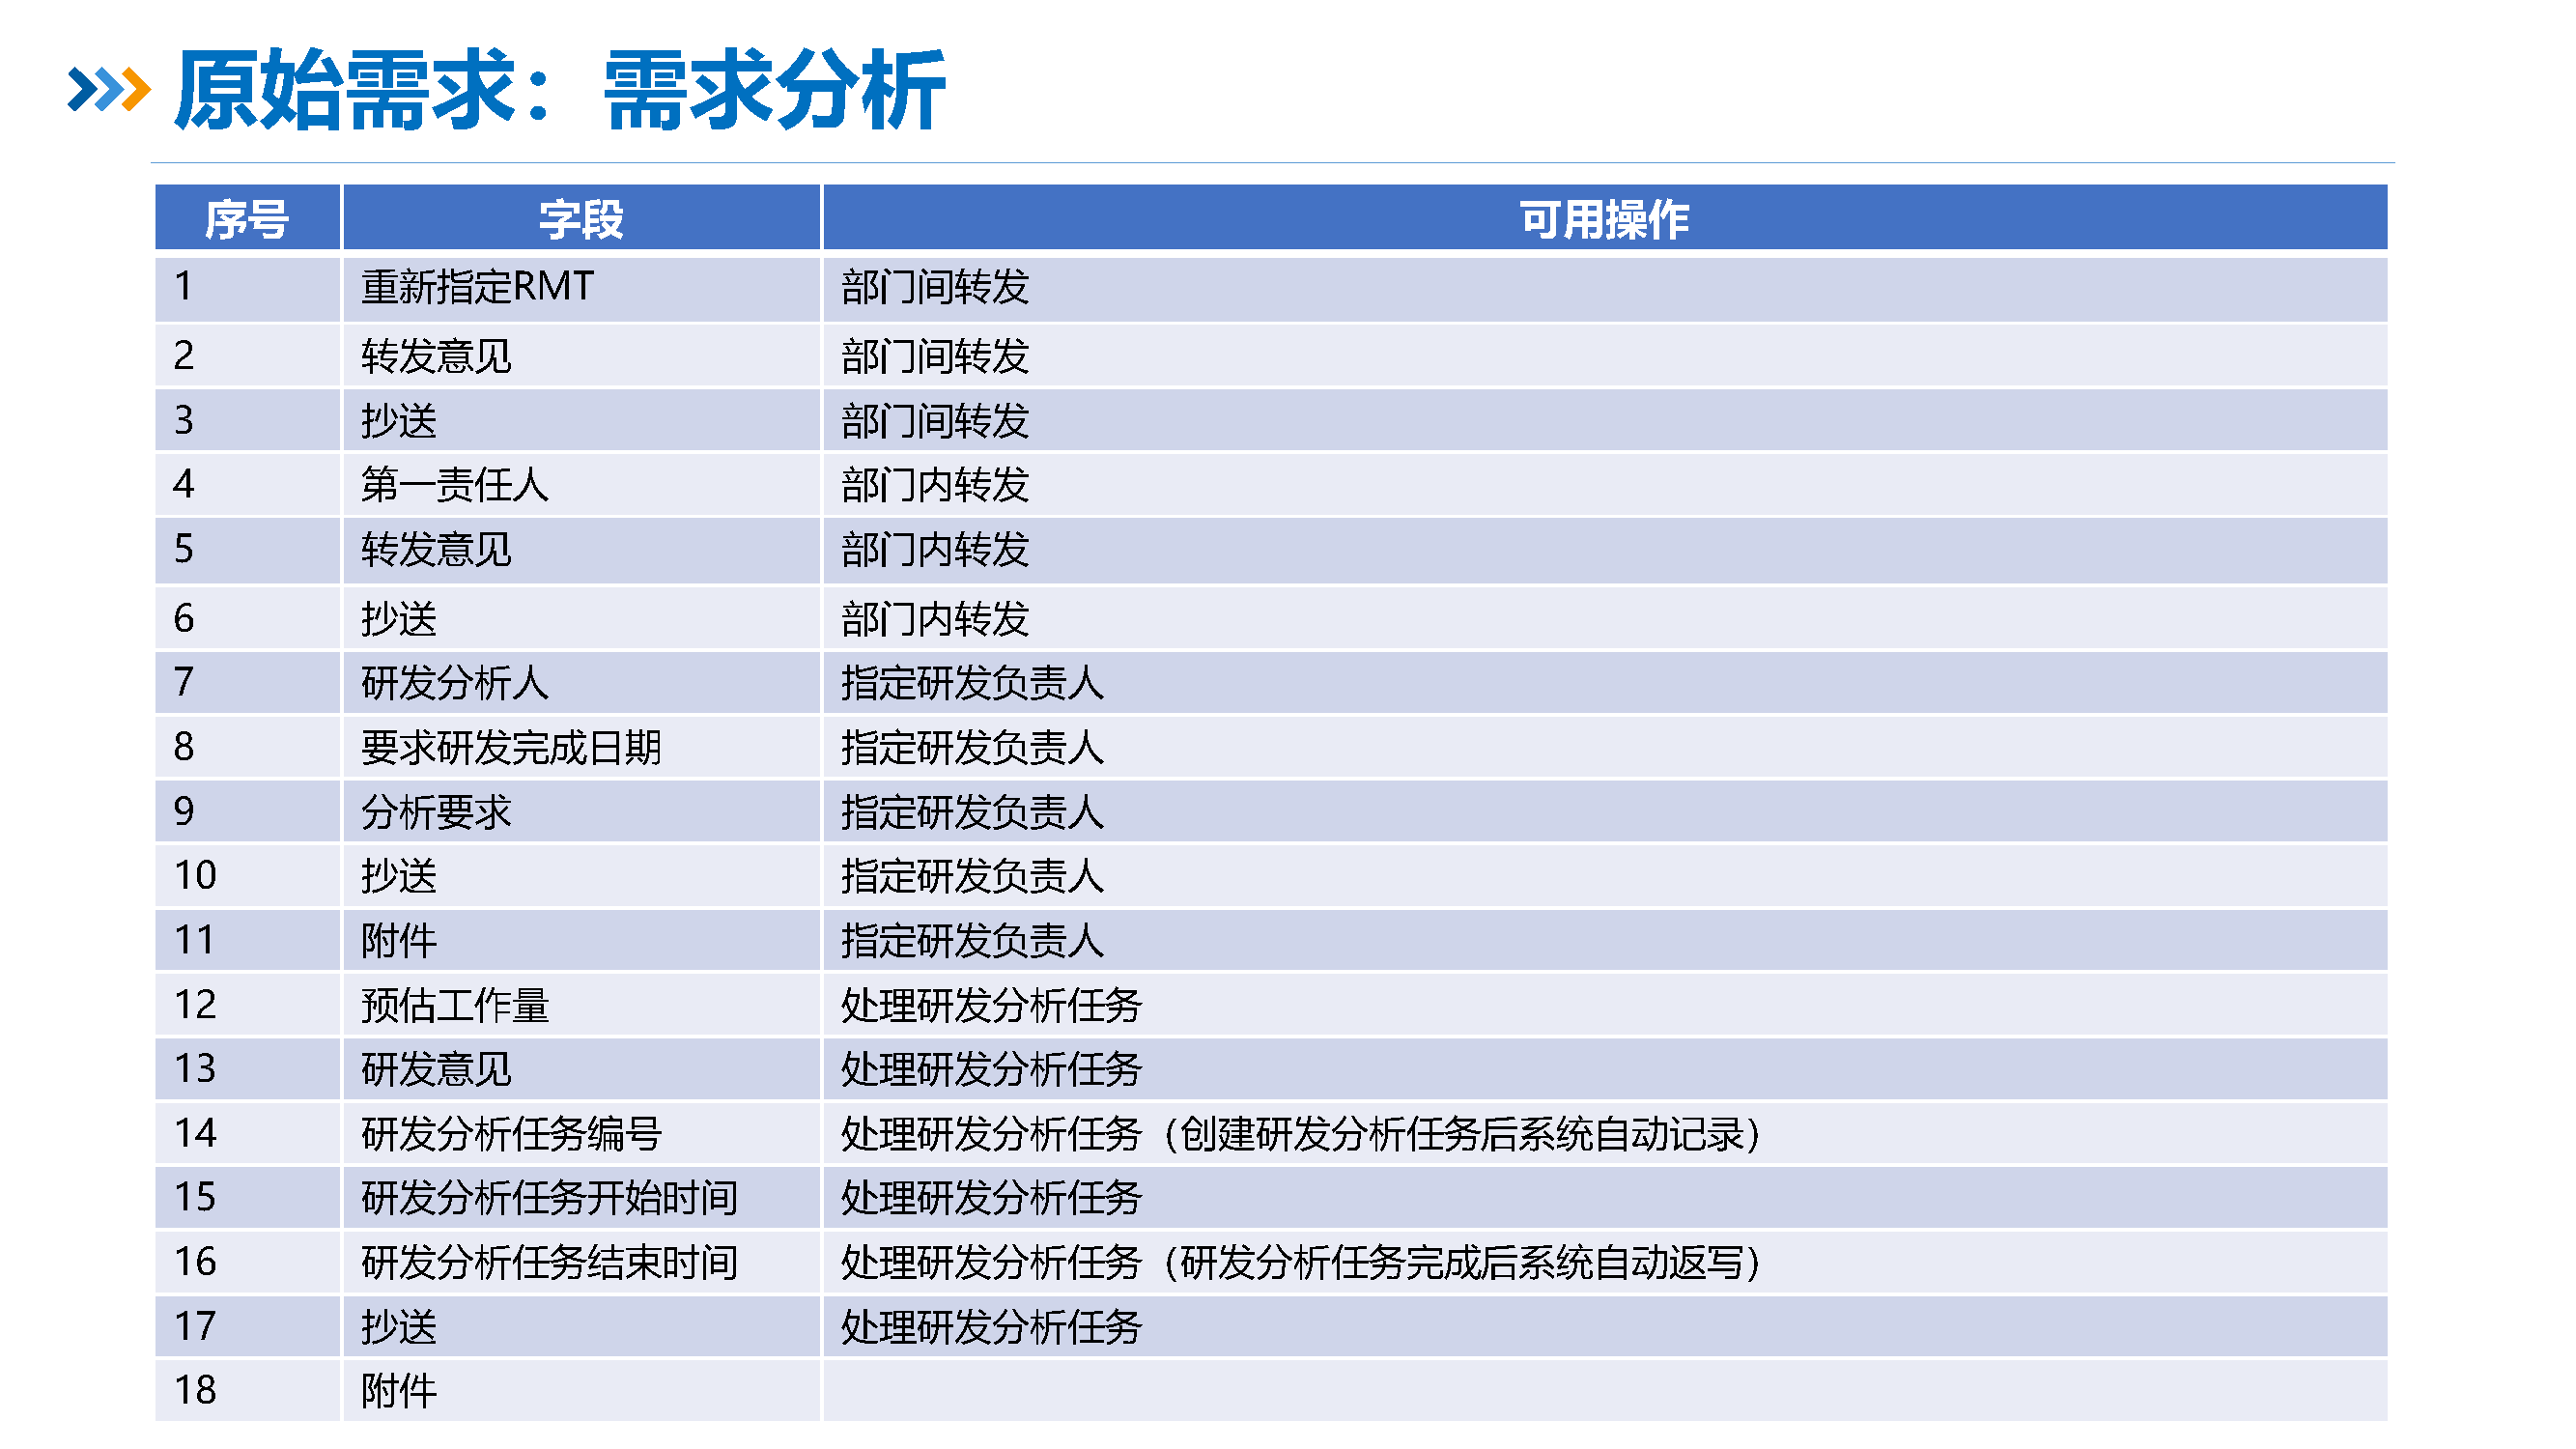 原始需求：需求分析
序号 字段 可用操作
1 重新指定RMT 部门间转发
2 转发意见 部门间转发
3 抄送 部门间转发
4 第一责任人 部门内转发
5 转发意见 部门内转发
6 抄送 部门内转发
7 研发分析人 指定研发负责人
8 要求研发完成日期 指定研发负责人
9 分析要求 指定研发负责人
10 抄送 指定研发负责人
11 附件 指定研发负责人
12 预估工作量 处理研发分析任务
13 研发意见 处理研发分析任务
14 研发分析任务编号 处理研发分析任务（创建研发分析任务后系统自动记录）
15 研发分析任务开始时间 处理研发分析任务
16 研发分析任务结束时间 处理研发分析任务（研发分析任务完成后系统自动返写）
17 抄送 处理研发分析任务
18 附件